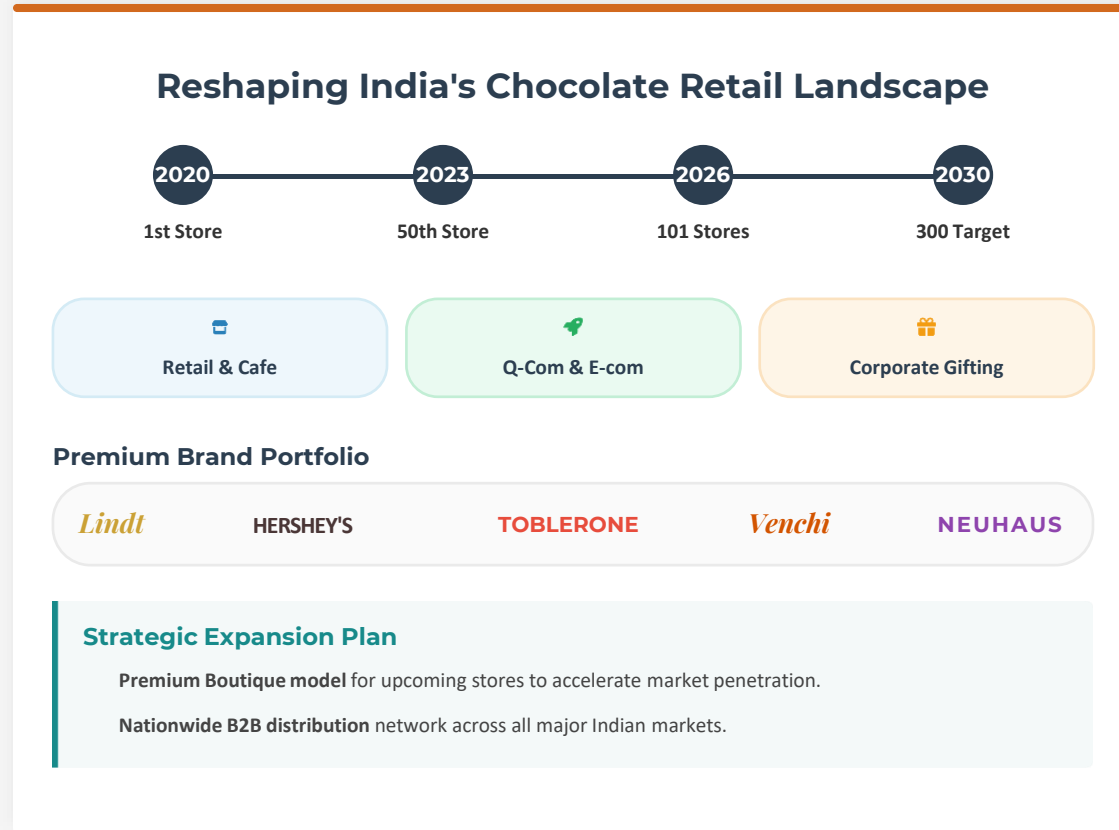 Reshaping India's Chocolate Retail Landscape
2020 2023 2026 2030
1st Store 50th Store 101 Stores 300 Target
Retail & Cafe Q-Com & E-com Corporate Gifting
Premium Brand Portfolio
Lindt HERSHEY'S TOBLERONE Venchi NEUHAUS
Strategic Expansion Plan
Premium Boutique model for upcoming stores to accelerate market penetration.
Nationwide B2B distribution network across all major Indian markets.